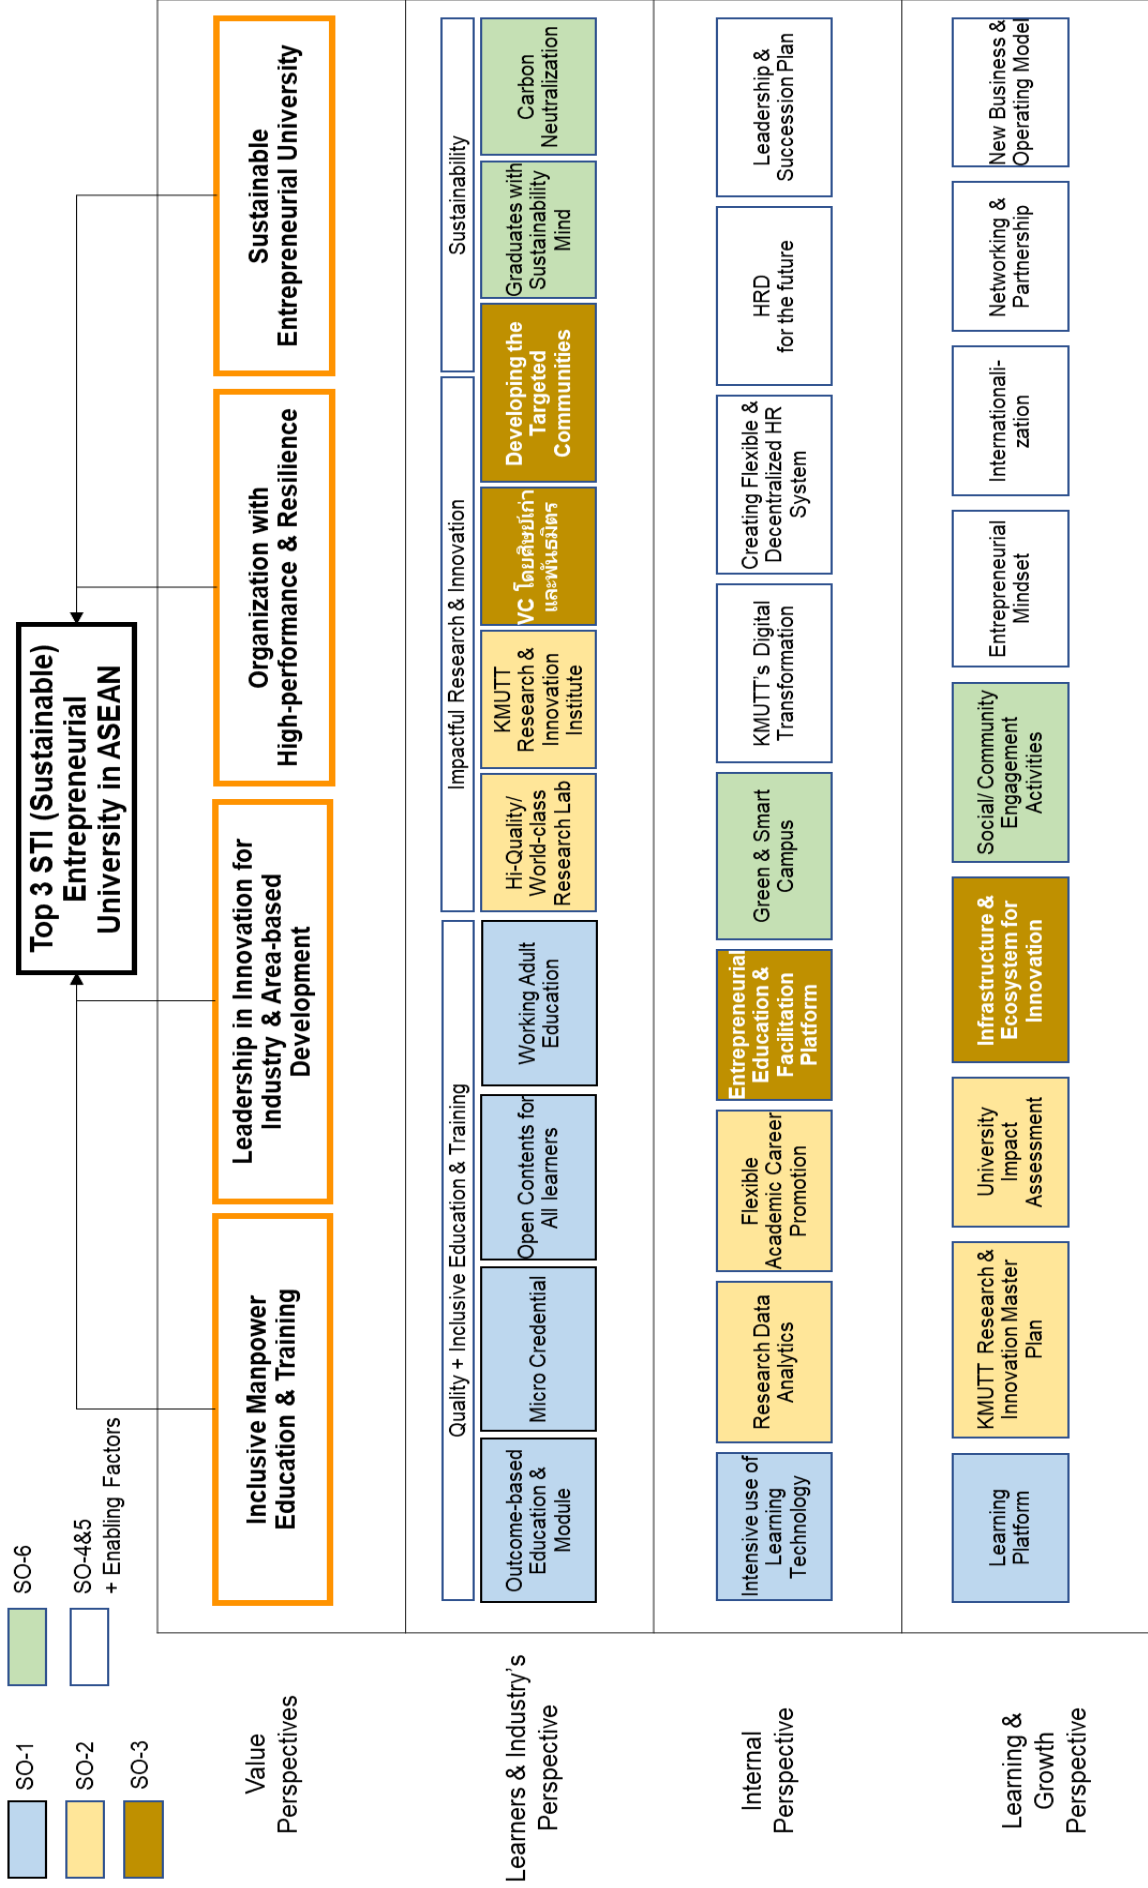 SO-1
SO-2
SO-3
SO-6
SO-4&5
+ Enabling Factors
Top 3 STI (Sustainable)
Entrepreneurial
University in ASEAN
Value
Perspectives
Inclusive Manpower
Education & Training
Leadership in Innovation for
Industry & Area-based
Development
Organization with
High-performance & Resilience
Sustainable
Entrepreneurial University
Learners & Industry’s
Perspective
Quality + Inclusive Education & Training
Impactful Research & Innovation
Sustainability
Outcome-based
Education &
Module
Micro Credential
Open Contents for
All learners
Working Adult
Education
Hi-Quality/
World-class
Research Lab
KMUTT
Research &
Innovation
Institute
VC โดยศิษย์เก่า
และพันธมิตร
Developing the
Targeted
Communities
Graduates with
Sustainability
Mind
Carbon
Neutralization
Internal
Perspective
Intensive use of
Learning
Technology
Research Data
Analytics
Flexible
Academic Career
Promotion
Entrepreneurial
Education &
Facilitation
Platform
Green & Smart
Campus
KMUTT’s Digital
Transformation
Creating Flexible &
Decentralized HR
System
HRD
for the future
Leadership &
Succession Plan
Learning &
Growth
Perspective
Learning
Platform
KMUTT Research &
Innovation Master
Plan
University
Impact
Assessment
Infrastructure &
Ecosystem for
Innovation
Social/ Community
Engagement
Activities
Entrepreneurial
Mindset
Internationali-
zation
Networking &
Partnership
New Business &
Operating Model